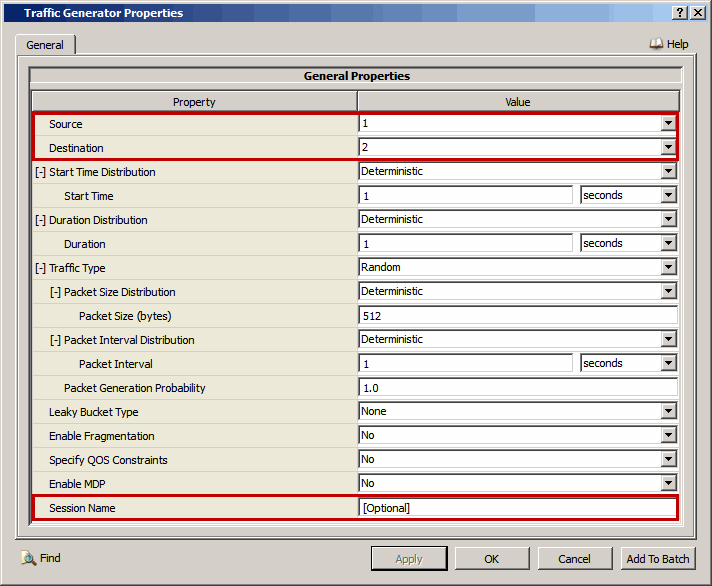 Traffic Generator Properties ? X
General Help
General Properties
Property Value
Source 1
Destination 2
[-] Start Time Distribution Deterministic
Start Time 1 seconds
[-] Duration Distribution Deterministic
Duration 1 seconds
[-] Traffic Type Random
[-] Packet Size Distribution Deterministic
Packet Size (bytes) 512
[-] Packet Interval Distribution Deterministic
Packet Interval 1 seconds
Packet Generation Probability 1.0
Leaky Bucket Type None
Enable Fragmentation No
Specify QOS Constraints No
Enable MDP No
Session Name [Optional]
Find Apply OK Cancel Add To Batch